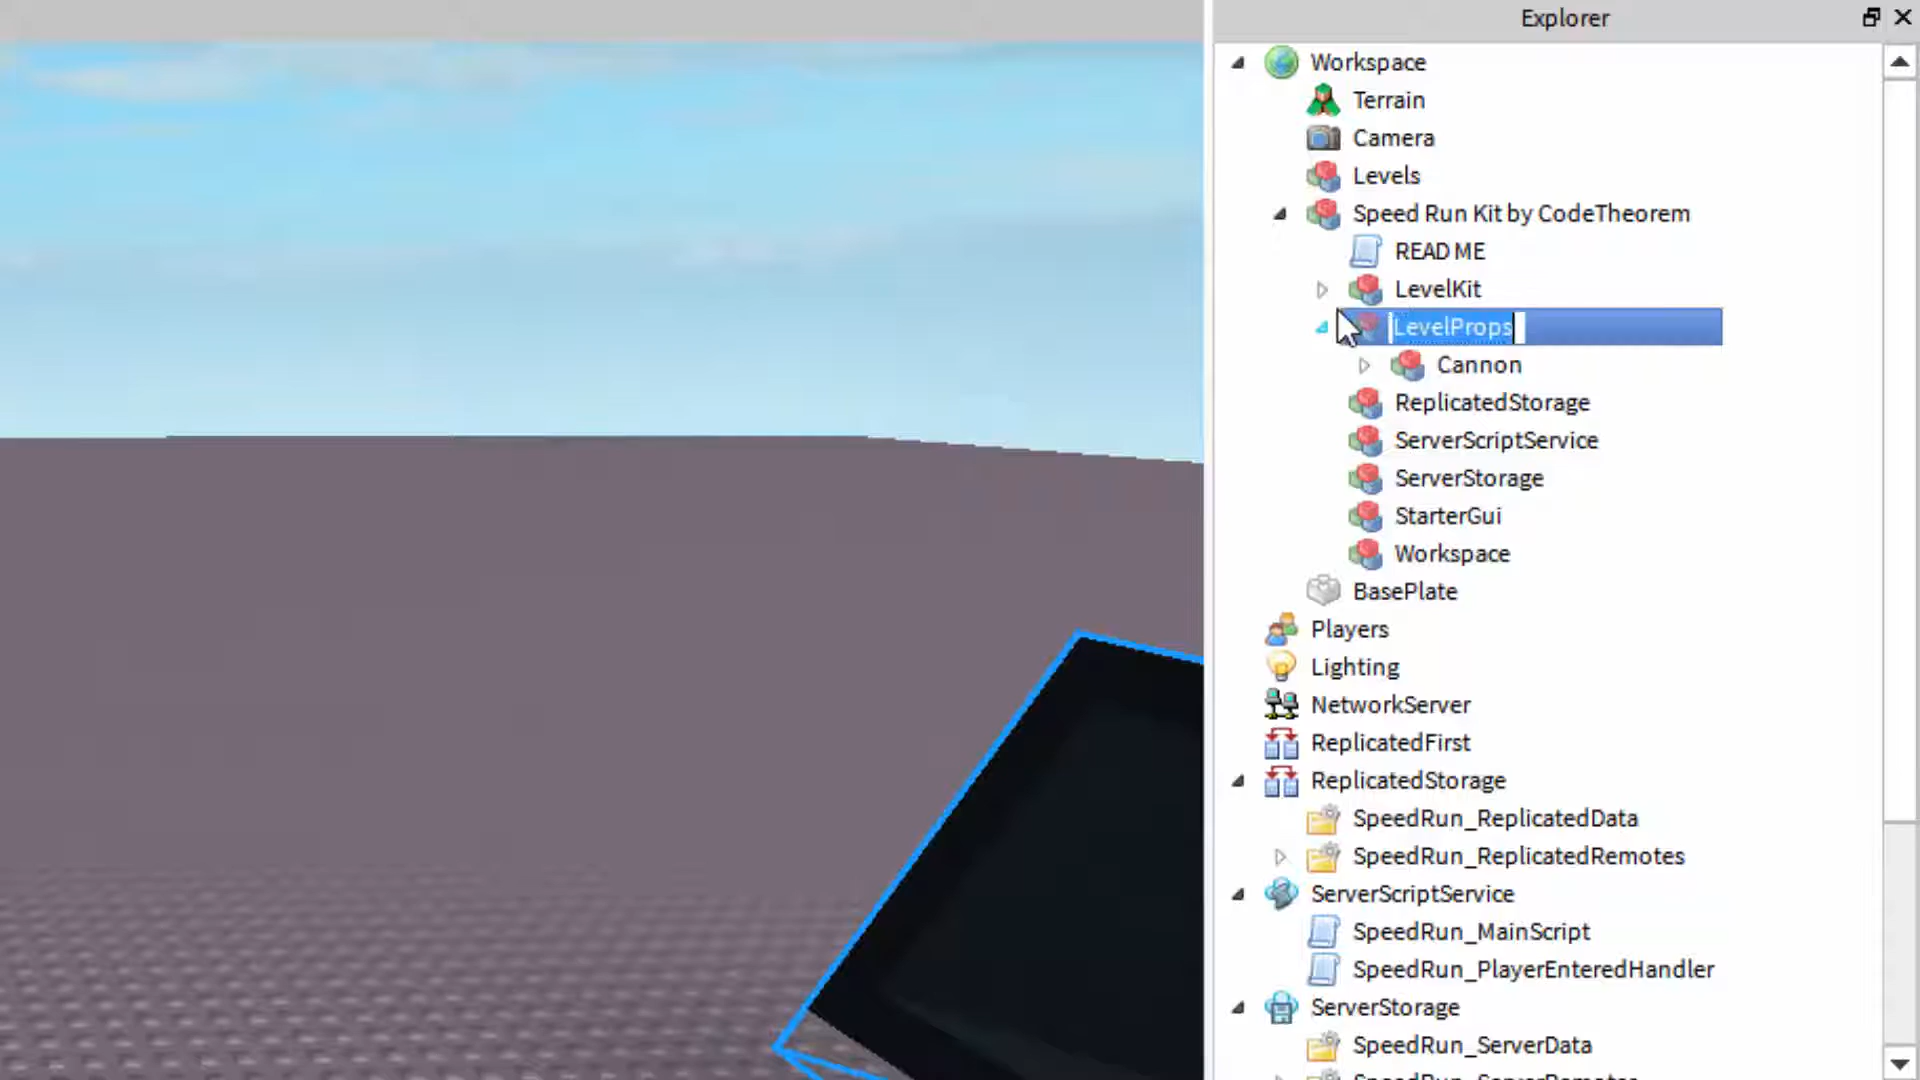 Explorer
Workspace
Terrain
Camera
Levels
Speed Run Kit by CodeTheorem
READ ME
LevelKit
LevelProps
Cannon
ReplicatedStorage
ServerScriptService
ServerStorage
StarterGui
Workspace
BasePlate
Players
Lighting
NetworkServer
ReplicatedFirst
ReplicatedStorage
SpeedRun_ReplicatedData
SpeedRun_ReplicatedRemotes
ServerScriptService
SpeedRun_MainScript
SpeedRun_PlayerEnteredHandler
ServerStorage
SpeedRun_ServerData